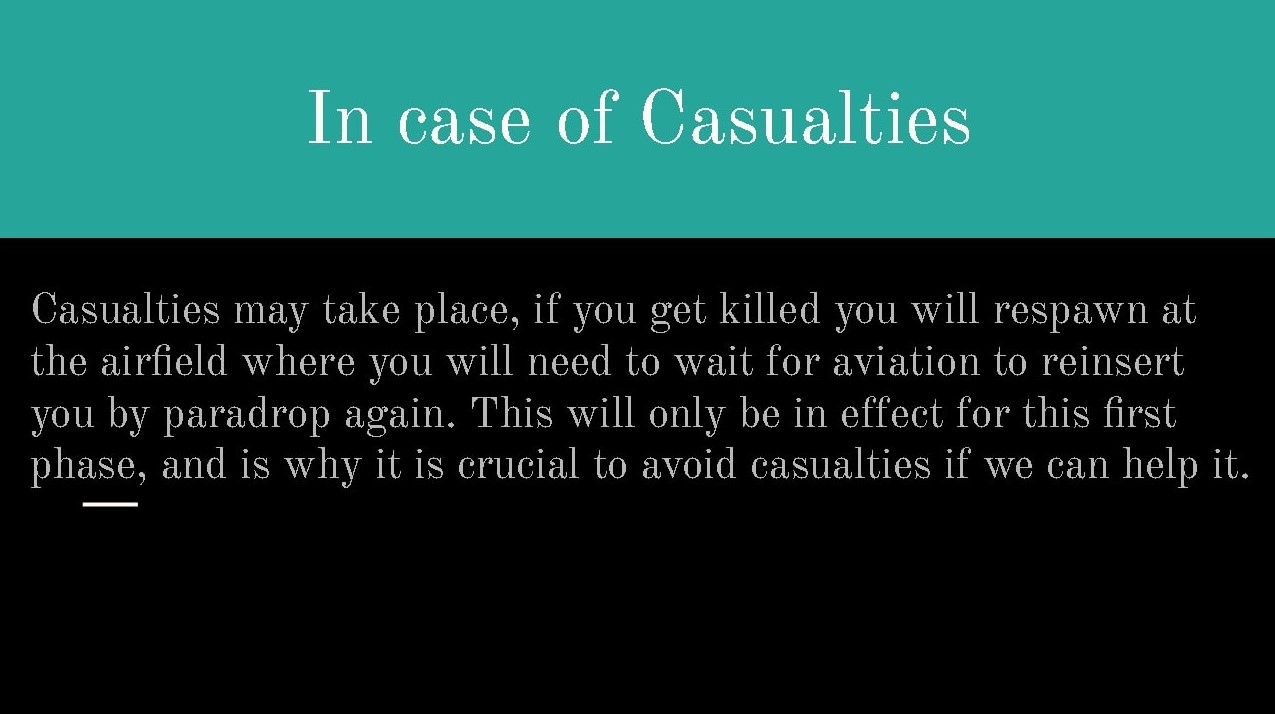 In case of Casualties
Casualties may take place, if you get killed you will respawn at
the airfield where you will need to wait for aviation to reinsert
you by paradrop again. This will only be in effect for this first
phase, and is why it is crucial to avoid casualties if we can help it.